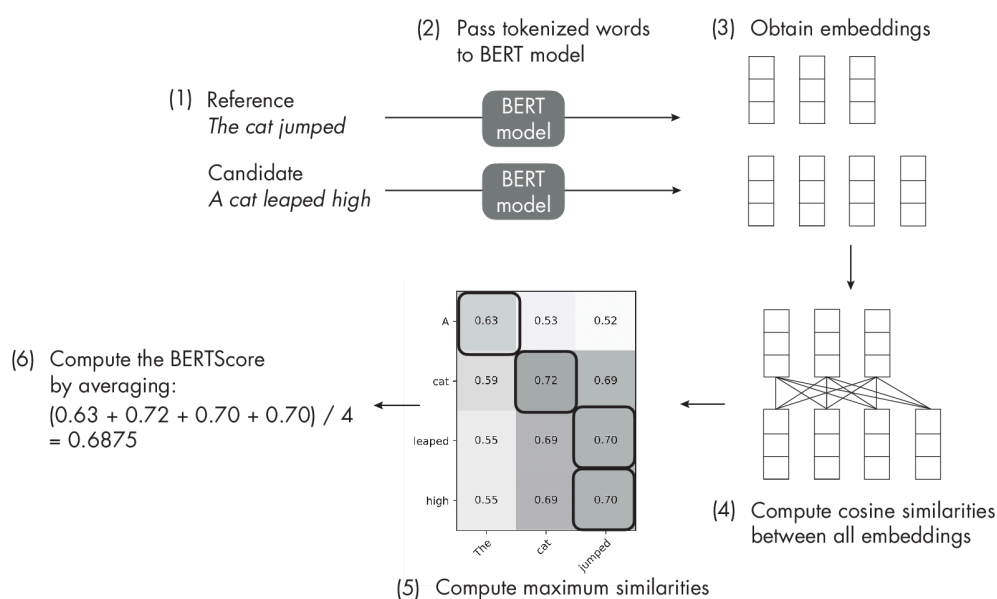 (1) Reference
The cat jumped
Candidate
A cat leaped high
(2) Pass tokenized words
to BERT model
BERT
model
BERT
model
(3) Obtain embeddings
(4) Compute cosine similarities
between all embeddings
A 0.63 0.53 0.52
cat 0.59 0.72 0.69
leaped 0.55 0.69 0.70
high 0.55 0.69 0.70
The cat jumped
(5) Compute maximum similarities
(6) Compute the BERTScore
by averaging:
(0.63 + 0.72 + 0.70 + 0.70) / 4
= 0.6875